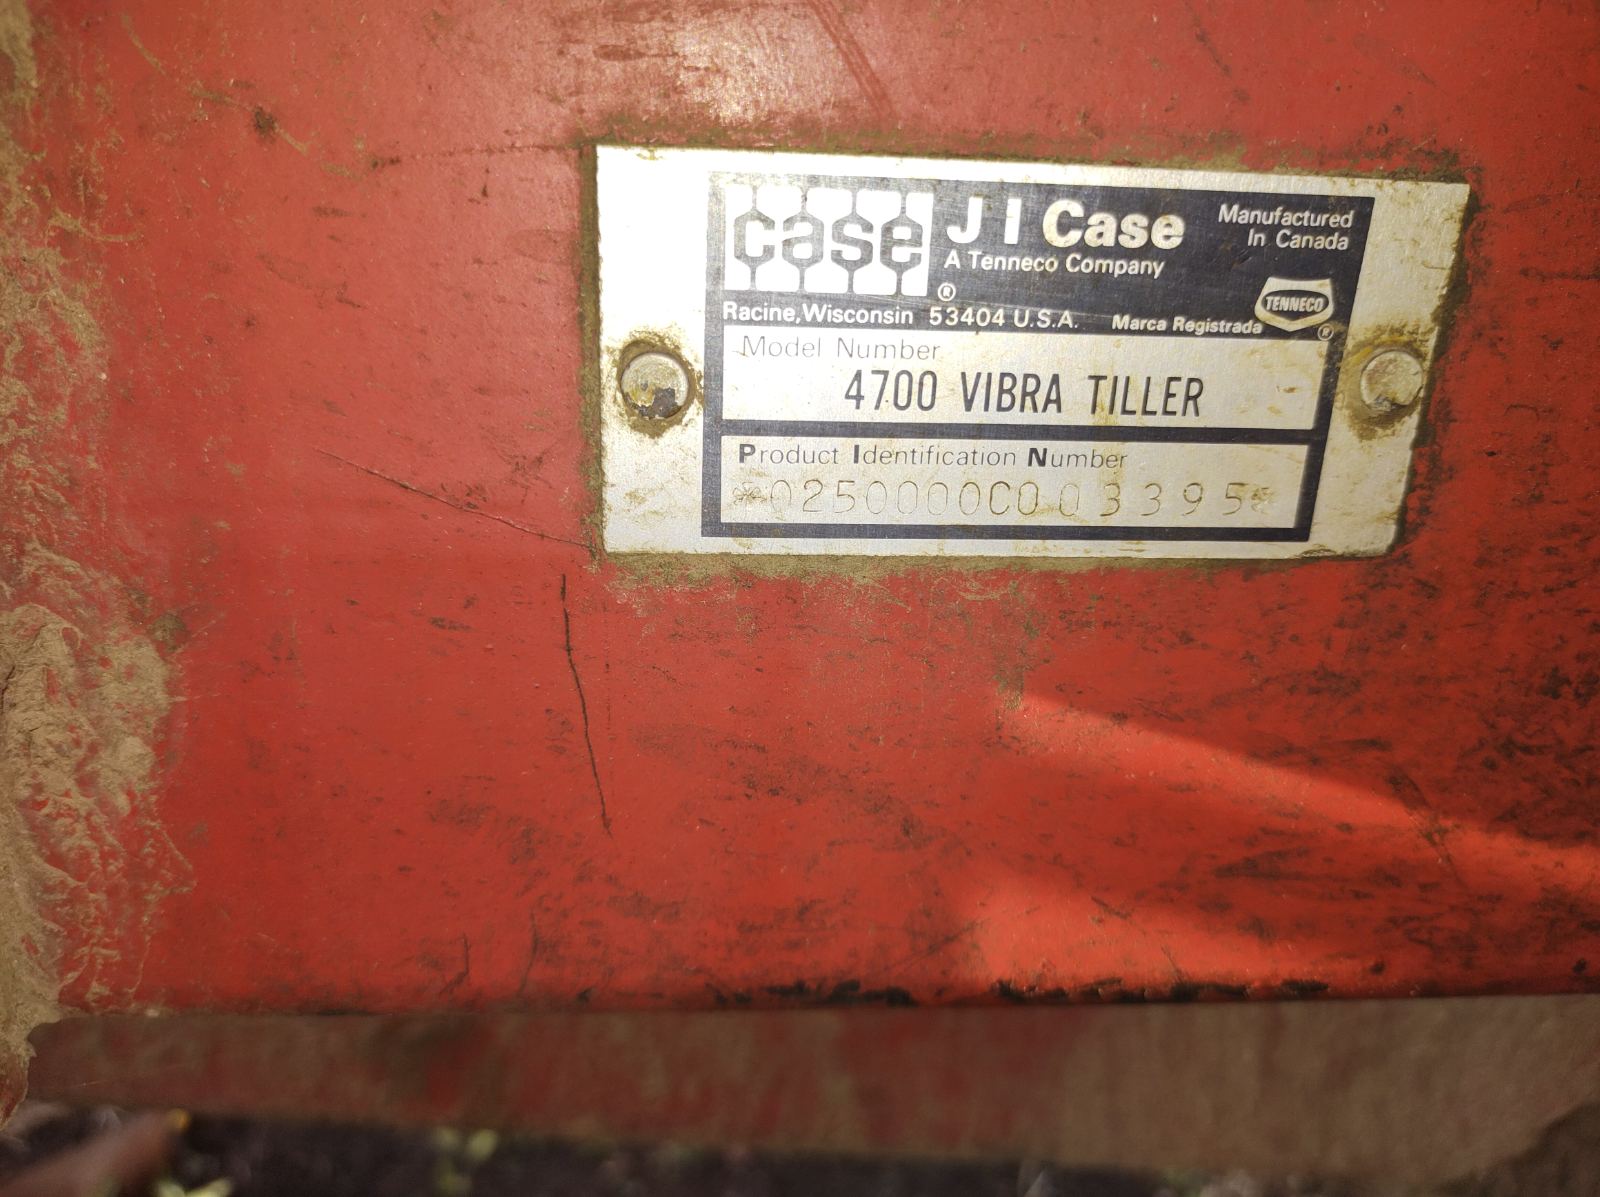 case ®
J I Case
A Tenneco Company
Manufactured
In Canada
Racine, Wisconsin 53404 U.S.A.
Marca Registrada
TENNECO ®
Model Number
4700 VIBRA TILLER
Product Identification Number
*0250000C003395*